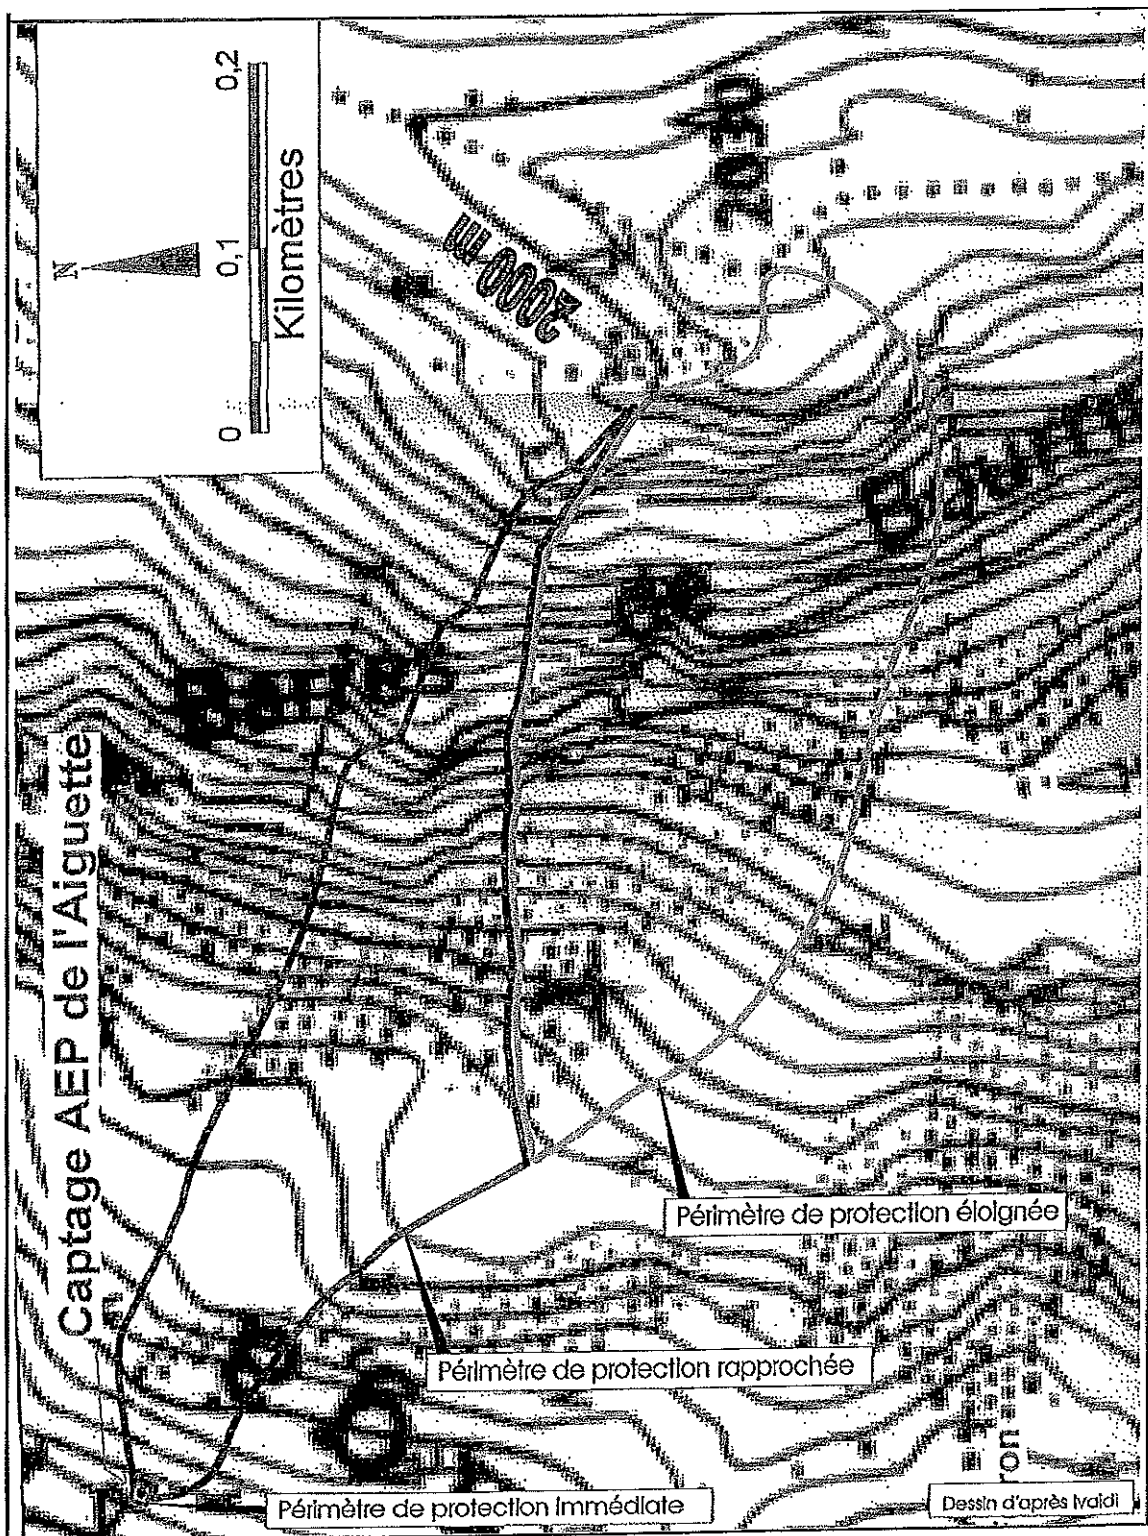 Captage AEP de l'Aiguette
N
0 0,1 0,2
Kilomètres
2000 m
Périmètre de protection éloignée
Périmètre de protection rapprochée
Périmètre de protection immédiate
ron
Dessin d'après Ivaldi